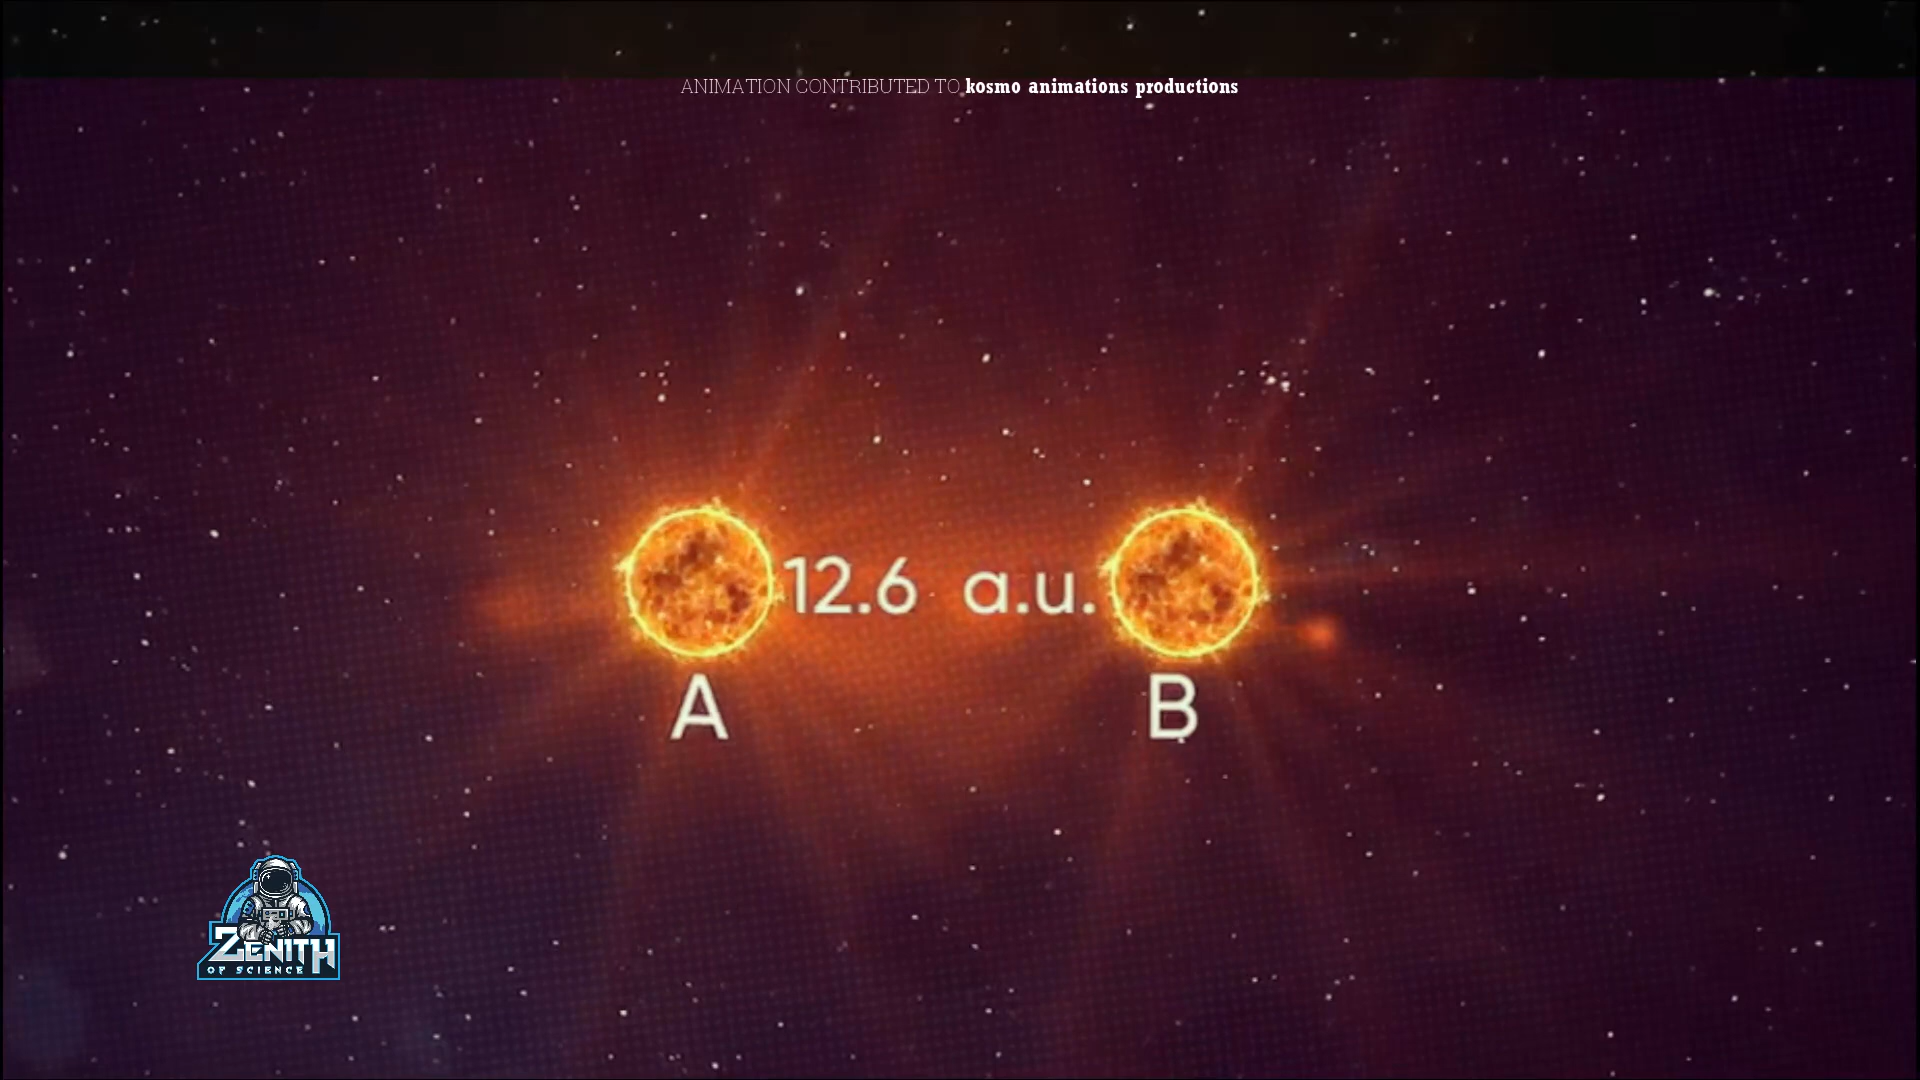 ANIMATION CONTRIBUTED TO kosmo animations productions
12.6 a.u.
A
B
ZENITH
OF SCIENCE